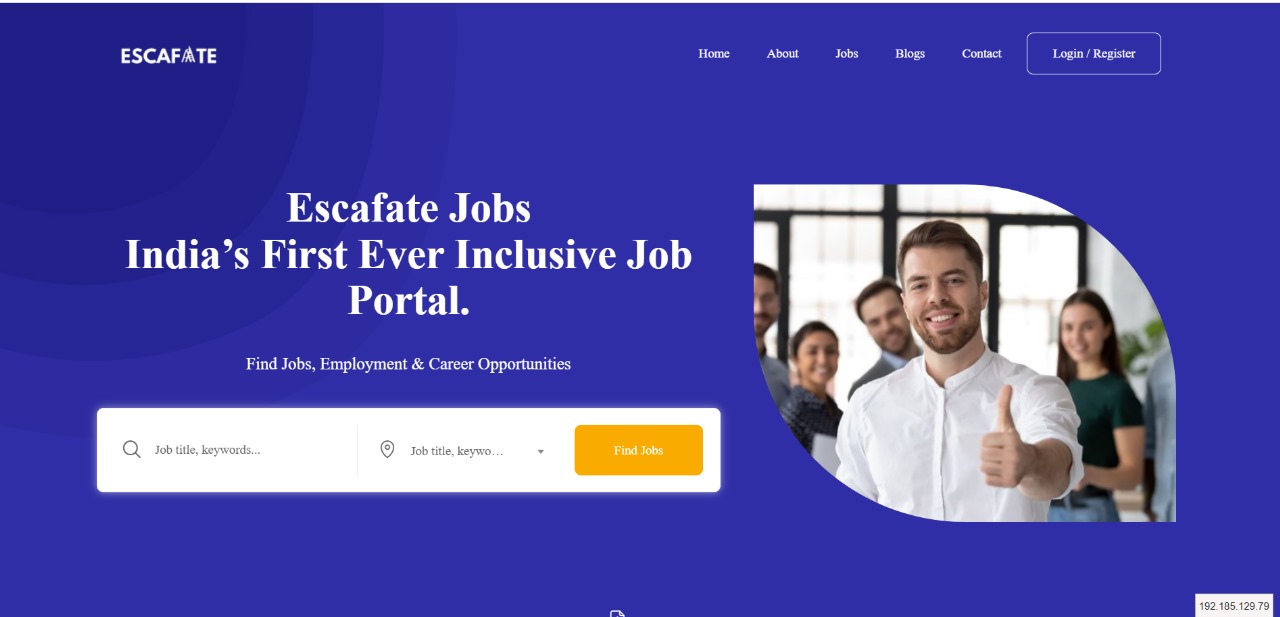 ESCAFATE
Home
About
Jobs
Blogs
Contact
Login / Register
Escafate Jobs
India’s First Ever Inclusive Job
Portal.
Find Jobs, Employment & Career Opportunities
Job title, keywords...
Job title, keywo…
Find Jobs
192.185.129.79